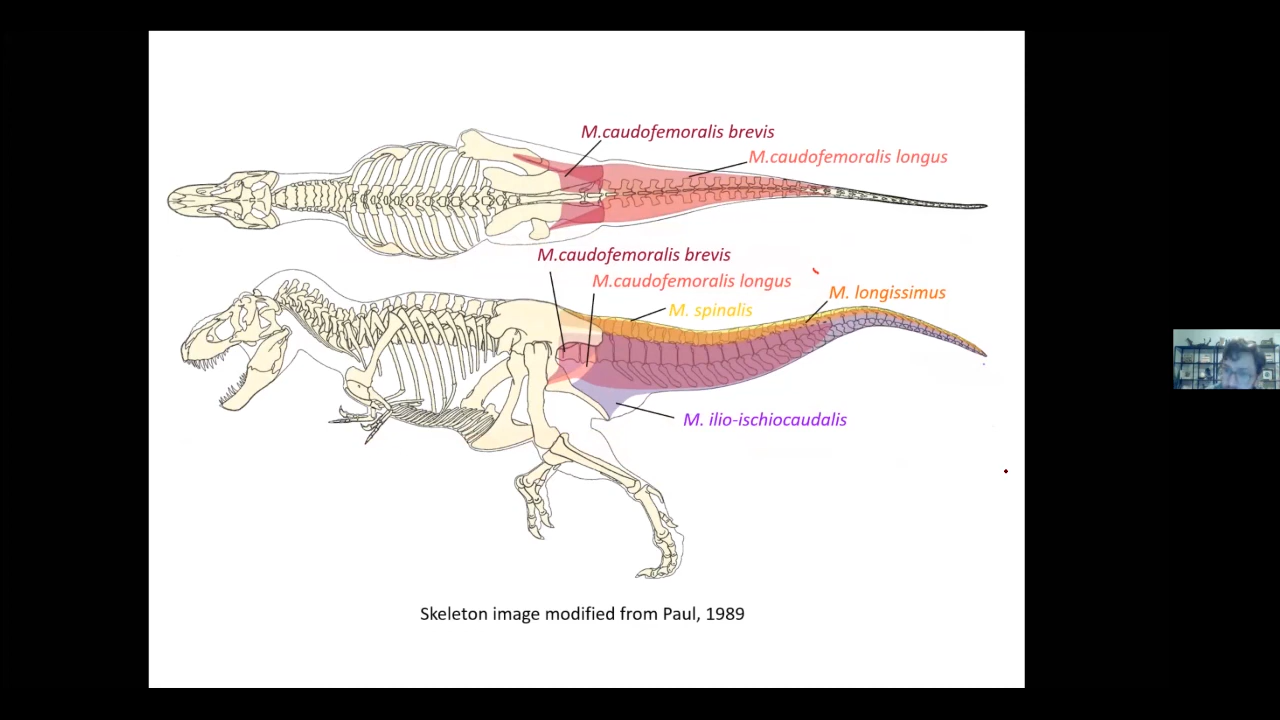 M.caudofemoralis brevis
M.caudofemoralis longus
M.caudofemoralis brevis
M.caudofemoralis longus
M. longissimus
M. spinalis
M. ilio-ischiocaudalis
Skeleton image modified from Paul, 1989